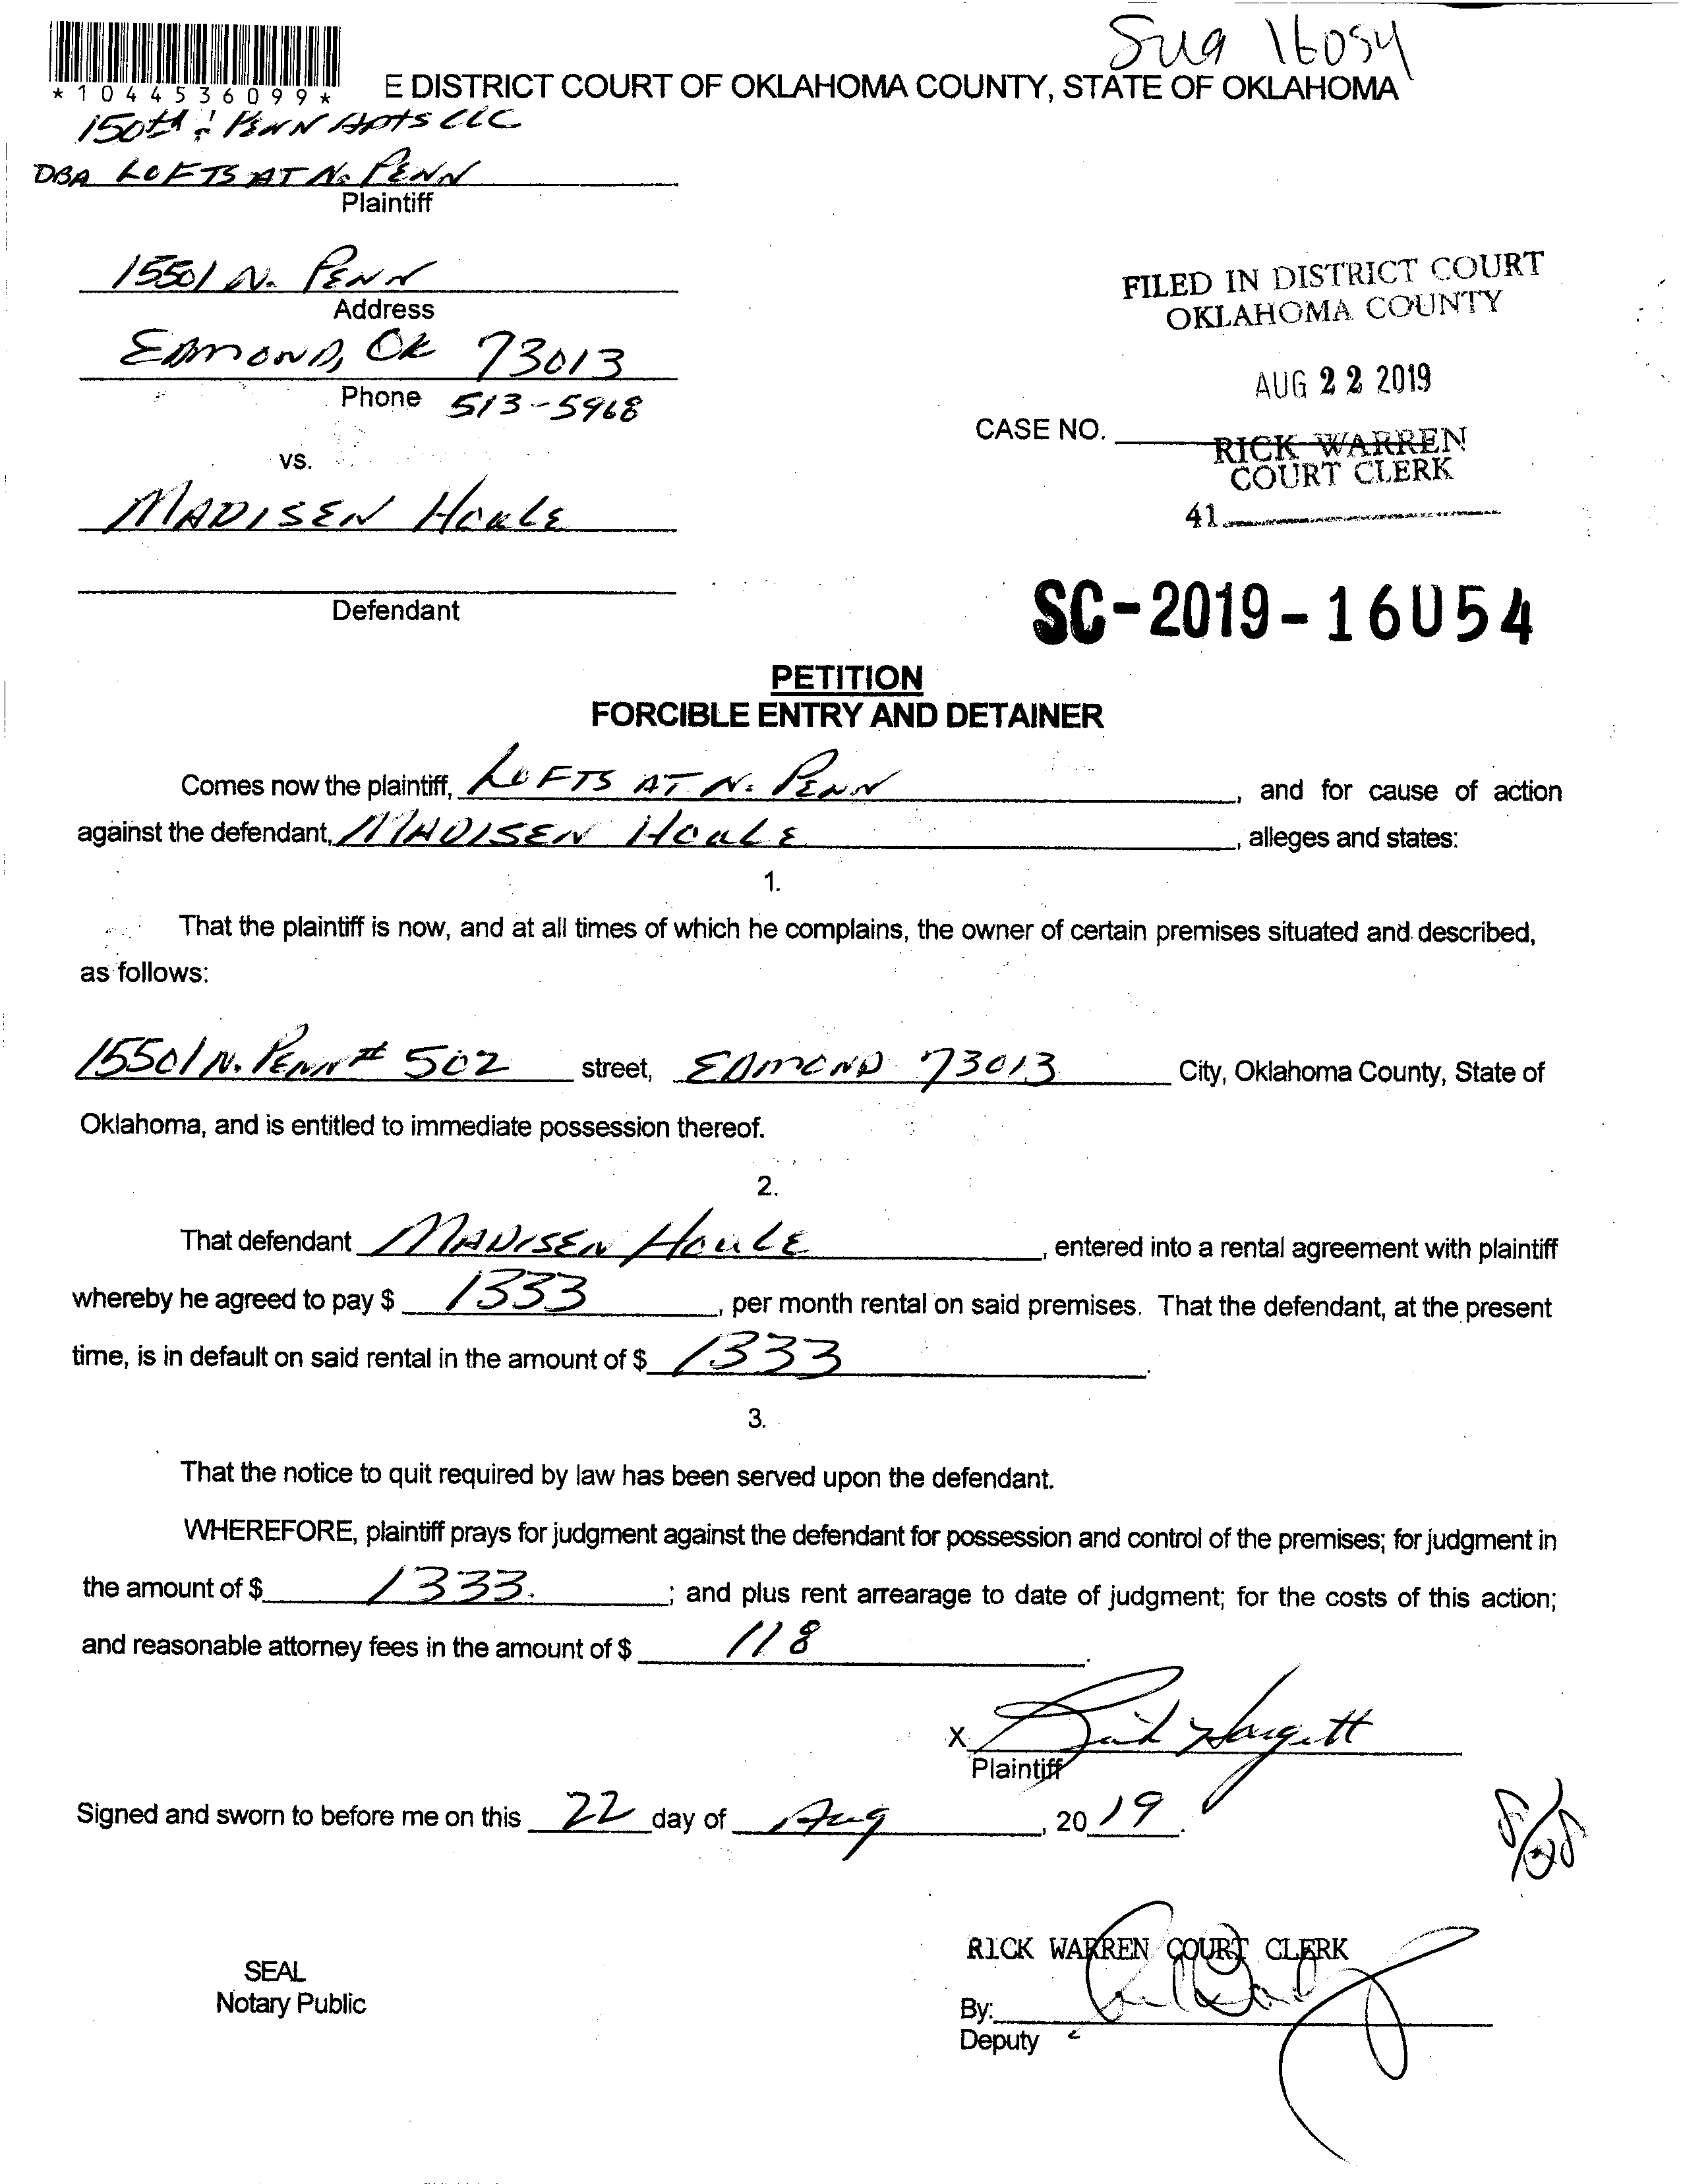 Sug 16054
*1044536099*
E DISTRICT COURT OF OKLAHOMA COUNTY, STATE OF OKLAHOMA
150th & PENN APTS LLC
DBA LOFTS AT N. PENN
Plaintiff
15501 N. PENN
Address
EDMOND, OK 73013
Phone 513-5968
FILED IN DISTRICT COURT
OKLAHOMA COUNTY
AUG 22 2019
CASE NO.
RICK WARREN
COURT CLERK
41
vs.
MADISEN HOULE
Defendant
SC-2019-16054
PETITION
FORCIBLE ENTRY AND DETAINER
Comes now the plaintiff, LOFTS AT N. PENN, and for cause of action
against the defendant, MADISEN HOULE, alleges and states:
1.
That the plaintiff is now, and at all times of which he complains, the owner of certain premises situated and described,
as follows:
15501 N. PENN # 502 street, EDMOND 73013 City, Oklahoma County, State of
Oklahoma, and is entitled to immediate possession thereof.
2.
That defendant MADISEN HOULE, entered into a rental agreement with plaintiff
whereby he agreed to pay $ 1333, per month rental on said premises. That the defendant, at the present
time, is in default on said rental in the amount of $ 1333.
3.
That the notice to quit required by law has been served upon the defendant.
WHEREFORE, plaintiff prays for judgment against the defendant for possession and control of the premises; for judgment in
the amount of $ 1333. ; and plus rent arrearage to date of judgment; for the costs of this action;
and reasonable attorney fees in the amount of $ 118.
X
Plaintiff
Signed and sworn to before me on this 22 day of Aug, 20 19.
8/28
RICK WARREN COURT CLERK
SEAL
Notary Public
By:
Deputy